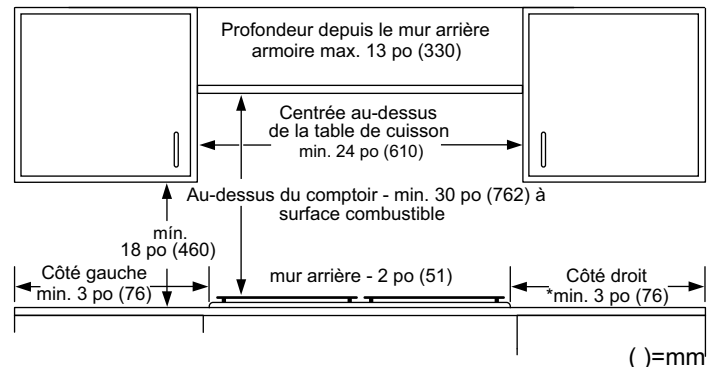 Profondeur depuis le mur arrière
armoire max. 13 po (330)
Centrée au-dessus
de la table de cuisson
min. 24 po (610)
Au-dessus du comptoir - min. 30 po (762) à
surface combustible
mín.
18 po (460)
Côté gauche
min. 3 po (76)
mur arrière - 2 po (51)
Côté droit
*min. 3 po (76)
( )=mm